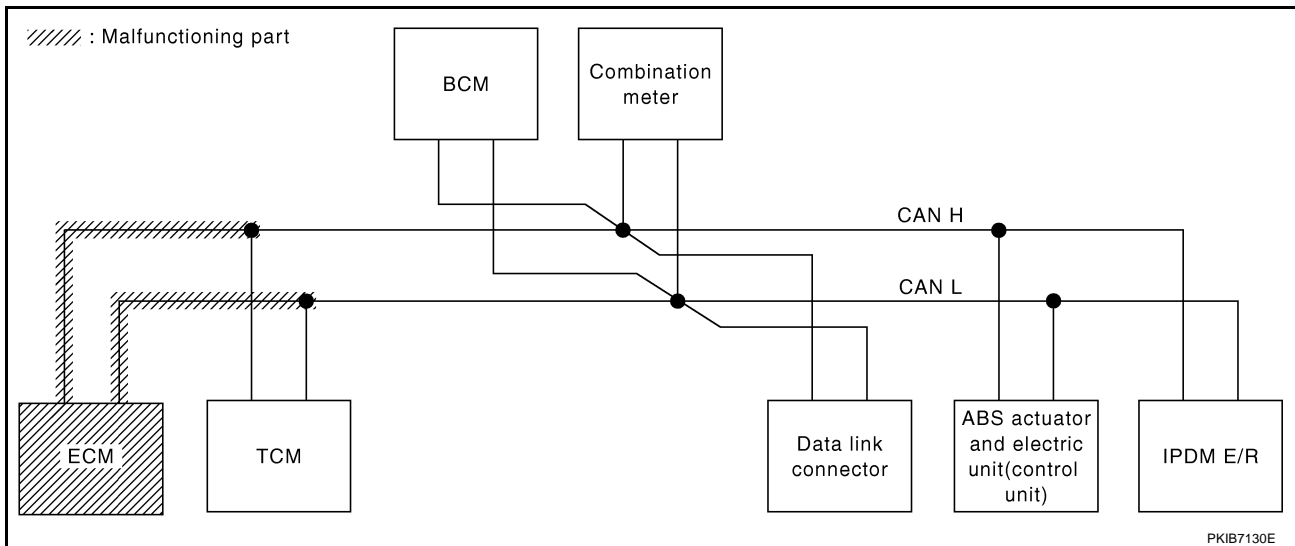 : Malfunctioning part
BCM
Combination
meter
CAN H
CAN L
ECM
TCM
Data link
connector
ABS actuator
and electric
unit(control
unit)
IPDM E/R
PKIB7130E